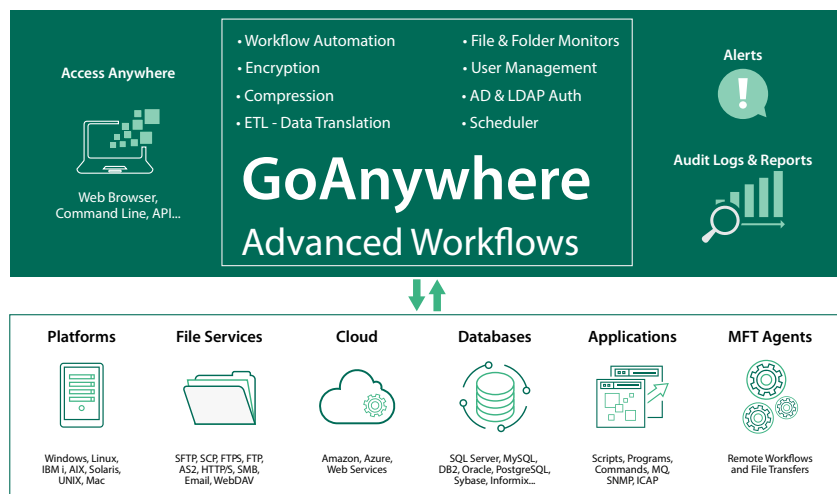 Access Anywhere
Web Browser,
Command Line, API...
• Workflow Automation
• Encryption
• Compression
• ETL - Data Translation
• File & Folder Monitors
• User Management
• AD & LDAP Auth
• Scheduler
GoAnywhere
Advanced Workflows
Alerts
!
Audit Logs & Reports
Platforms
Windows, Linux,
IBM i, AIX, Solaris,
UNIX, Mac
File Services
SFTP, SCP, FTPS, FTP,
AS2, HTTP/S, SMB,
Email, WebDAV
Cloud
Amazon, Azure,
Web Services
Databases
SQL Server, MySQL,
DB2, Oracle, PostgreSQL,
Sybase, Informix...
Applications
Scripts, Programs,
Commands, MQ,
SNMP, ICAP
MFT Agents
Remote Workflows
and File Transfers